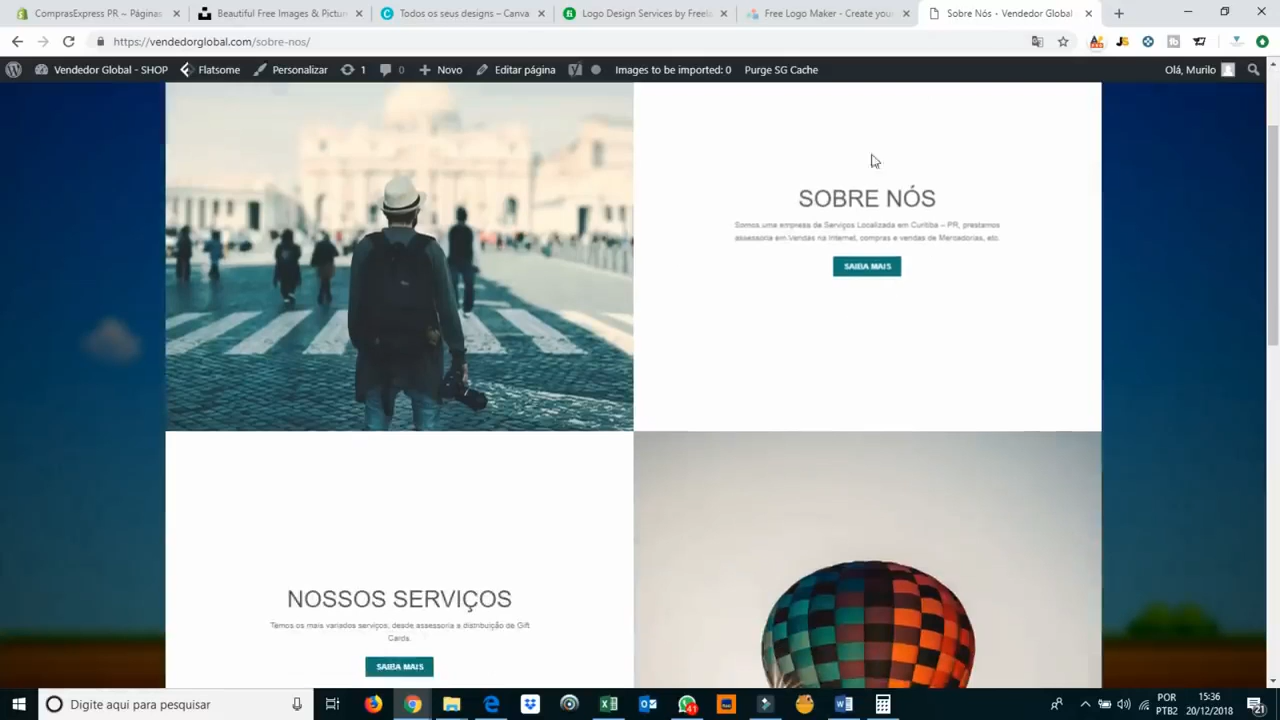 ComprasExpress PR ~ Páginas
Beautiful Free Images & Pictur
Todos os seus designs – Canva
Logo Design Services by Freela
Free Logo Maker - Create your
Sobre Nós - Vendedor Global
https://vendedorglobal.com/sobre-nos/
Vendedor Global - SHOP
Flatsome
Personalizar
1
0
Novo
Editar página
Images to be imported: 0
Purge SG Cache
Olá, Murilo
SOBRE NÓS
Somos uma empresa de Serviços Localizada em Curitiba – PR, prestamos
assessoria em Vendas na Internet, compras e vendas de Mercadorias, etc.
SAIBA MAIS
NOSSOS SERVIÇOS
Temos os mais variados serviços, desde assessoria a distribuição de Gift
Cards.
SAIBA MAIS
Digite aqui para pesquisar
POR
PTB2
15:36
20/12/2018